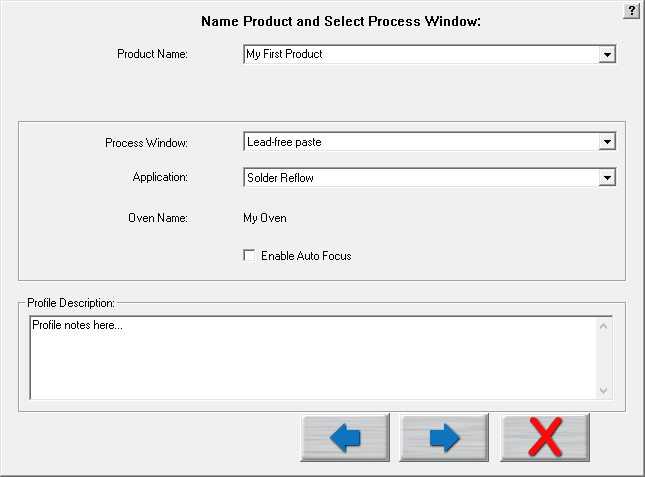 ?
Name Product and Select Process Window:
Product Name: My First Product
Process Window: Lead-free paste
Application: Solder Reflow
Oven Name: My Oven
Enable Auto Focus
Profile Description:
Profile notes here...